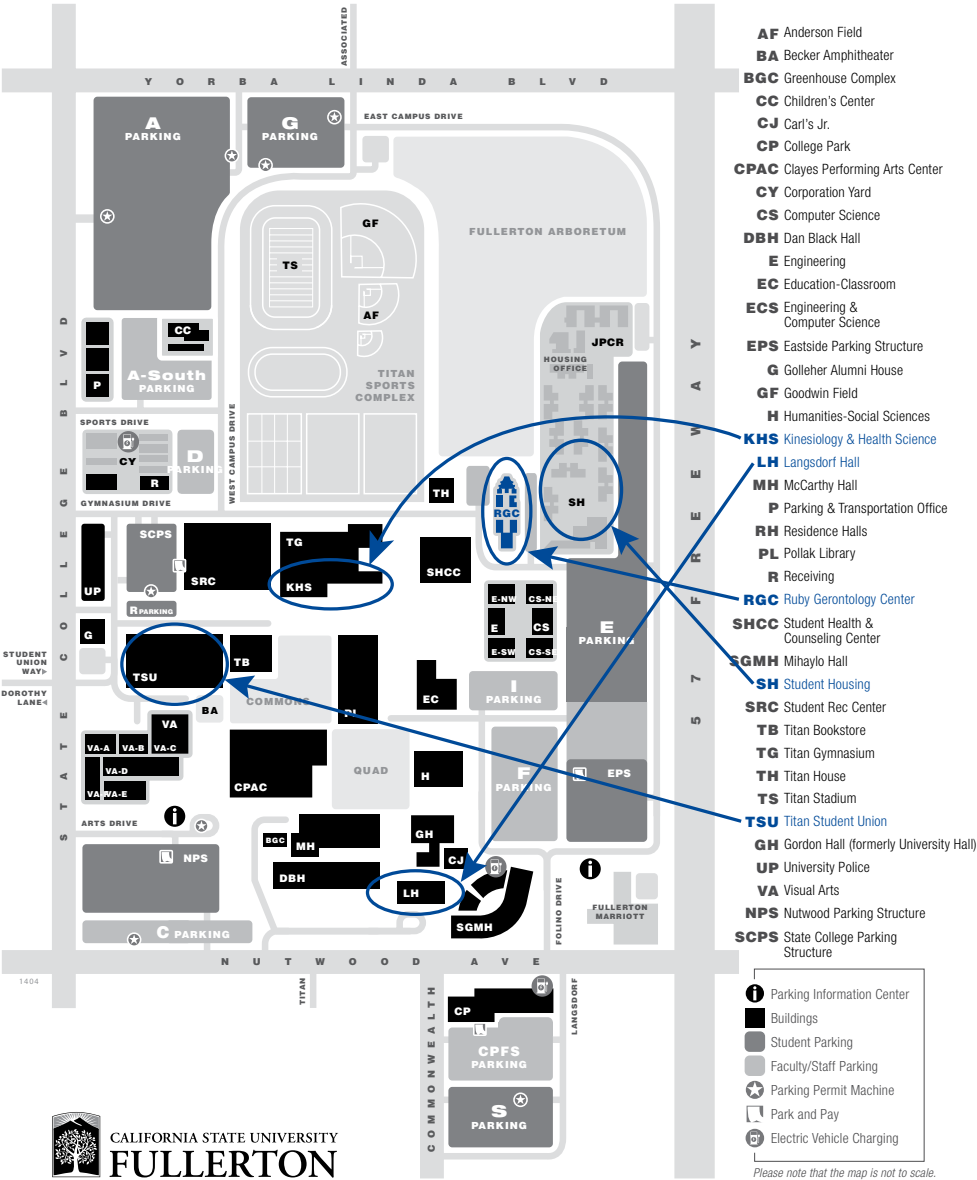 ASSOCIATED
YORBA LINDA BLVD
A
PARKING
G
PARKING
EAST CAMPUS DRIVE
GF
TS
AF
FULLERTON ARBORETUM
TITAN
SPORTS
COMPLEX
JPCR
HOUSING
OFFICE
CC
P
A-South
PARKING
SPORTS DRIVE
CY
R
D
PARKING
GYMNASIUM DRIVE
WEST CAMPUS DRIVE
STATE COLLEGE BLVD
57 FREEWAY
TH
RGC
SH
SCPS
UP
SRC
TG
KHS
SHCC
R PARKING
E-NW
CS-NE
E
CS
E-SW
CS-SE
E
PARKING
G
STUDENT
UNION
WAY
DOROTHY
LANE
TSU
TB
COMMONS
PL
EC
I
PARKING
BA
VA
VA-A
VA-B
VA-C
VA-D
VA-F
VA-E
CPAC
QUAD
H
F
PARKING
EPS
ARTS DRIVE
NPS
BGC
MH
GH
CJ
DBH
LH
SGMH
C PARKING
FOLINO DRIVE
FULLERTON
MARRIOTT
NUTWOOD AVE
1404
TITAN
COMMONWEALTH
LANGSDORF
CP
CPFS
PARKING
S
PARKING
CALIFORNIA STATE UNIVERSITY
FULLERTON
AF Anderson Field
BA Becker Amphitheater
BGC Greenhouse Complex
CC Children's Center
CJ Carl's Jr.
CP College Park
CPAC Clayes Performing Arts Center
CY Corporation Yard
CS Computer Science
DBH Dan Black Hall
E Engineering
EC Education-Classroom
ECS Engineering &
Computer Science
EPS Eastside Parking Structure
G Golleher Alumni House
GF Goodwin Field
H Humanities-Social Sciences
KHS Kinesiology & Health Science
LH Langsdorf Hall
MH McCarthy Hall
P Parking & Transportation Office
RH Residence Halls
PL Pollak Library
R Receiving
RGC Ruby Gerontology Center
SHCC Student Health &
Counseling Center
SGMH Mihaylo Hall
SH Student Housing
SRC Student Rec Center
TB Titan Bookstore
TG Titan Gymnasium
TH Titan House
TS Titan Stadium
TSU Titan Student Union
GH Gordon Hall (formerly University Hall)
UP University Police
VA Visual Arts
NPS Nutwood Parking Structure
SCPS State College Parking
Structure
Parking Information Center
Buildings
Student Parking
Faculty/Staff Parking
Parking Permit Machine
Park and Pay
Electric Vehicle Charging
Please note that the map is not to scale.